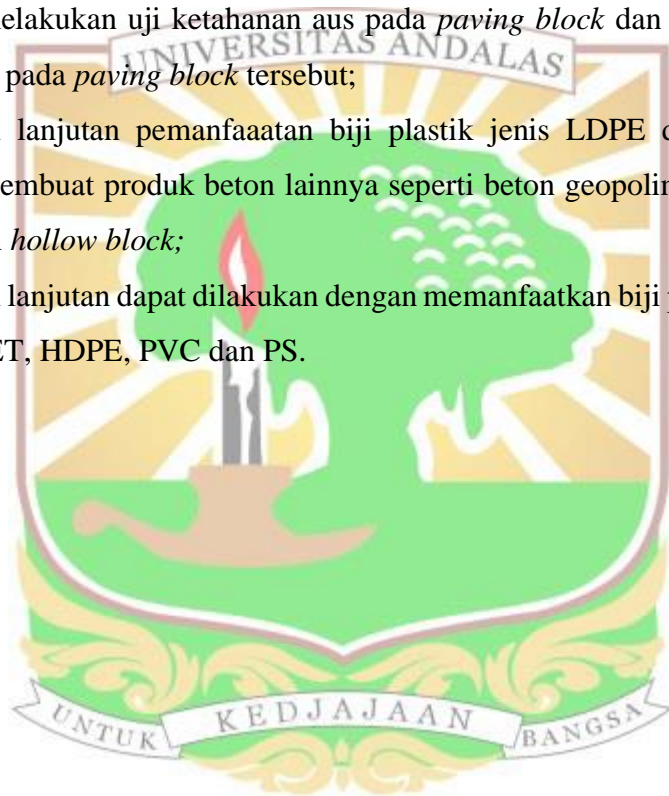 elakukan uji ketahanan aus pada paving block dan
UNIVERSITAS ANDALAS
pada paving block tersebut;
lanjutan pemanfaaatan biji plastik jenis LDPE
embuat produk beton lainnya seperti beton geopolin
hollow block;
lanjutan dapat dilakukan dengan memanfaatkan biji
ET, HDPE, PVC dan PS.
UNTUK KEDJAJAAN BANGSA